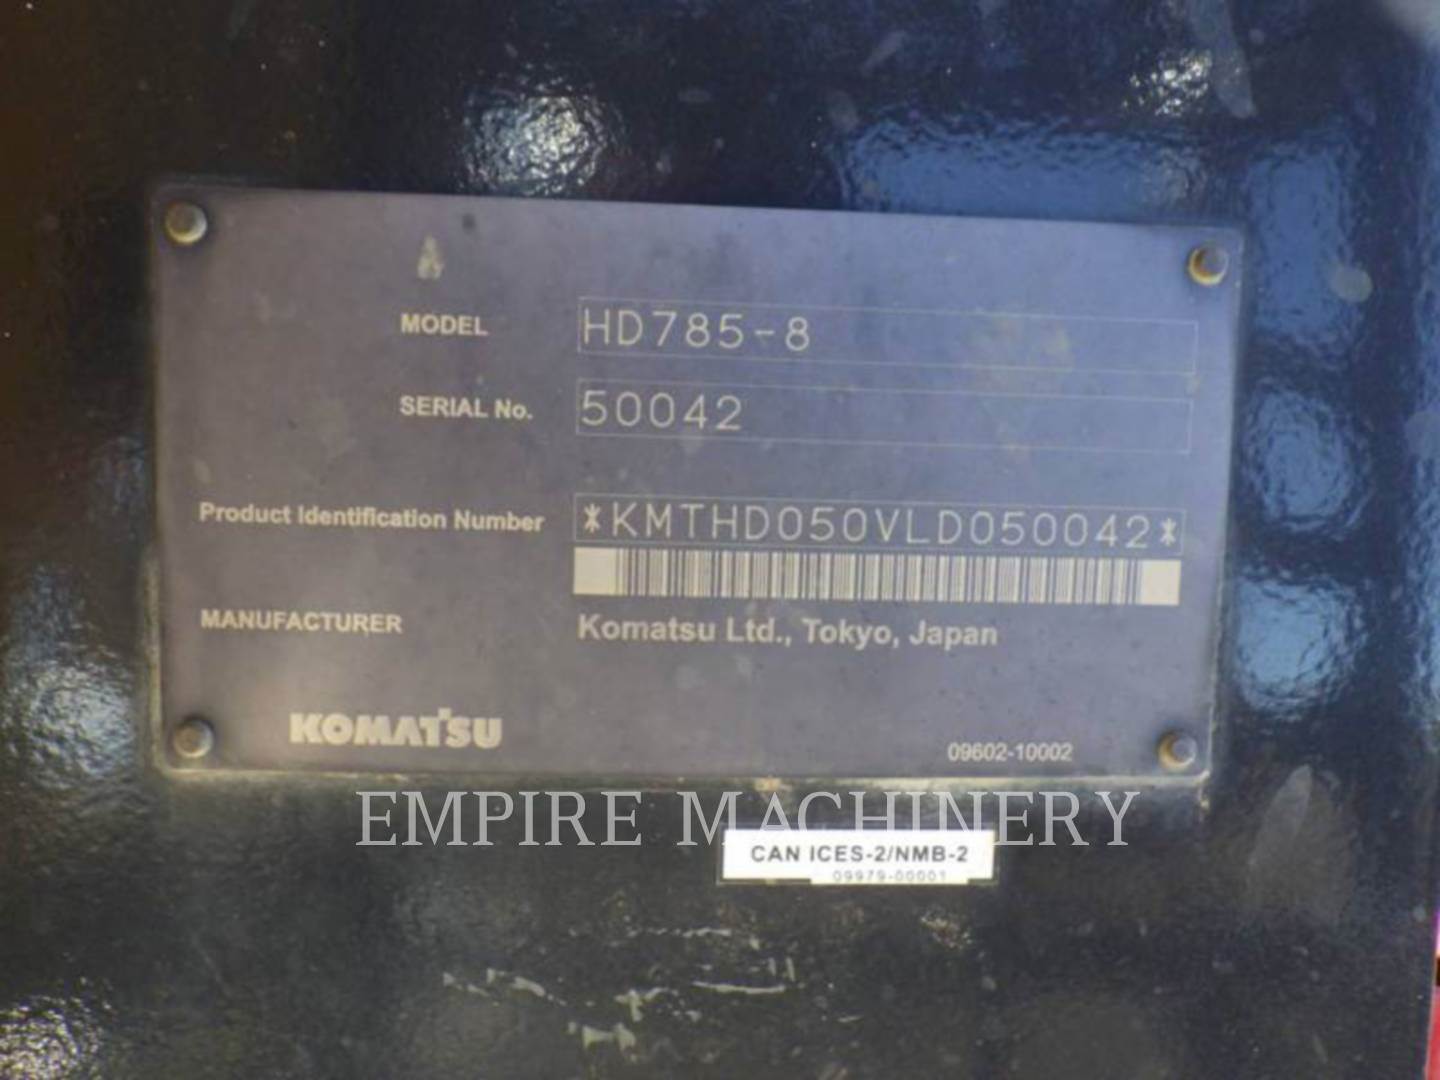 MODEL HD785-8
SERIAL No. 50042
Product Identification Number *KMTHD050VLD050042*
MANUFACTURER Komatsu Ltd., Tokyo, Japan
KOMATSU
09602-10002
EMPIRE MACHINERY
CAN ICES-2/NMB-2
09979-00001